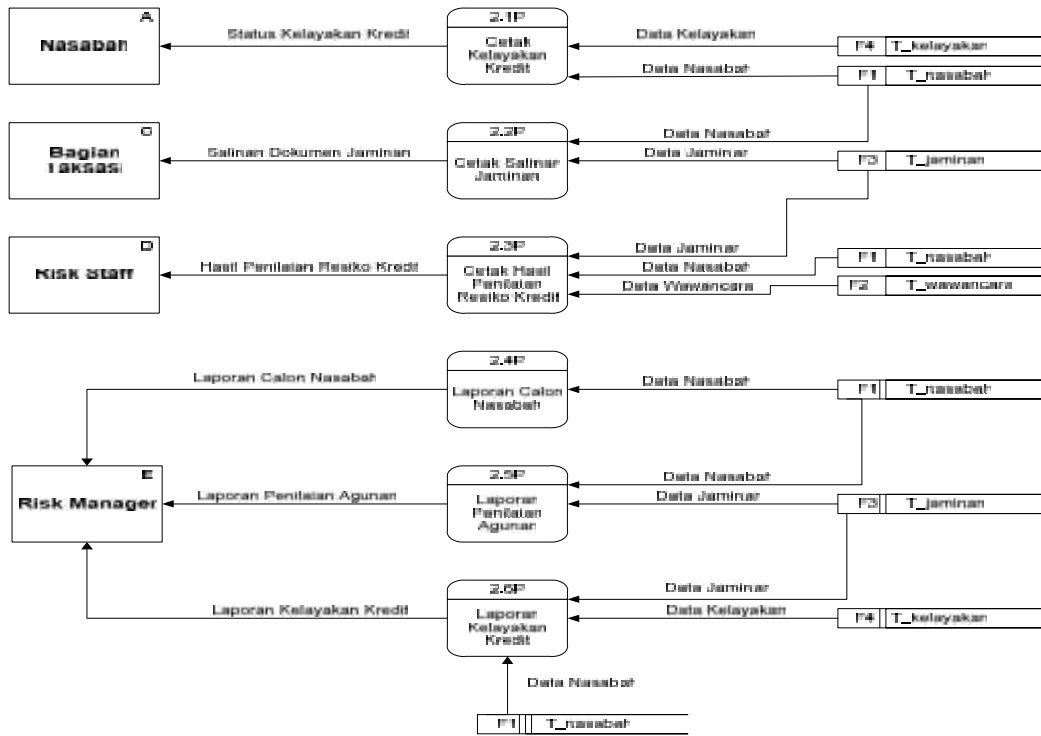 A
Nasabah
Status Kelayakan Kredit
2.1P
Cetak
Kelayakan
Kredit
Data Kelayakan
F4 T_kelayakan
Data Nasabah
F1 T_nasabah
C
Bagian
Taksasi
Salinan Dokumen Jaminan
2.2P
Cetak Salinan
Jaminan
Data Nasabah
Data Jaminan
F3 T_jaminan
D
Risk Staff
Hasil Penilaian Resiko Kredit
2.3P
Cetak Hasil
Penilaian
Resiko Kredit
Data Jaminan
Data Nasabah
Data Wawancara
F1 T_nasabah
F2 T_wawancara
2.4P
Laporan Calon
Nasabah
Laporan Calon Nasabah
Data Nasabah
F1 T_nasabah
E
Risk Manager
Laporan Penilaian Agunan
2.5P
Laporan
Penilaian
Agunan
Data Nasabah
Data Jaminan
F3 T_jaminan
Laporan Kelayakan Kredit
2.6P
Laporan
Kelayakan
Kredit
Data Jaminan
Data Kelayakan
F4 T_kelayakan
Data Nasabah
F1 T_nasabah